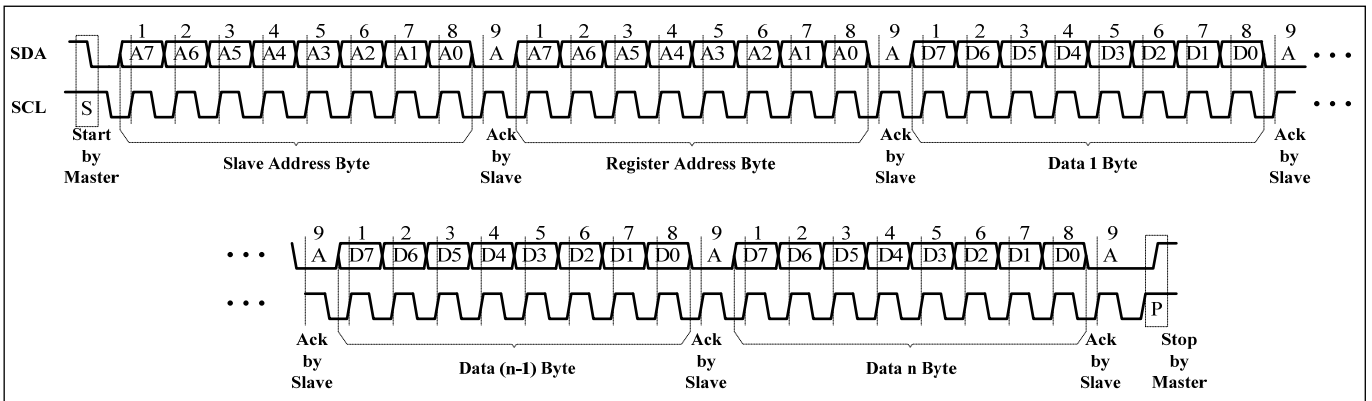 1 2 3 4 5 6 7 8 9 1 2 3 4 5 6 7 8 9 1 2 3 4 5 6 7 8 9
SDA A7 A6 A5 A4 A3 A2 A1 A0 A A7 A6 A5 A4 A3 A2 A1 A0 A D7 D6 D5 D4 D3 D2 D1 D0 A • • •
SCL S • • •
Start by Master
Slave Address Byte
Ack by Slave
Register Address Byte
Ack by Slave
Data 1 Byte
Ack by Slave
9 1 2 3 4 5 6 7 8 9 1 2 3 4 5 6 7 8 9
• • • A D7 D6 D5 D4 D3 D2 D1 D0 A D7 D6 D5 D4 D3 D2 D1 D0 A
• • • P
Ack by Slave
Data (n-1) Byte
Ack by Slave
Data n Byte
Ack by Slave
Stop by Master